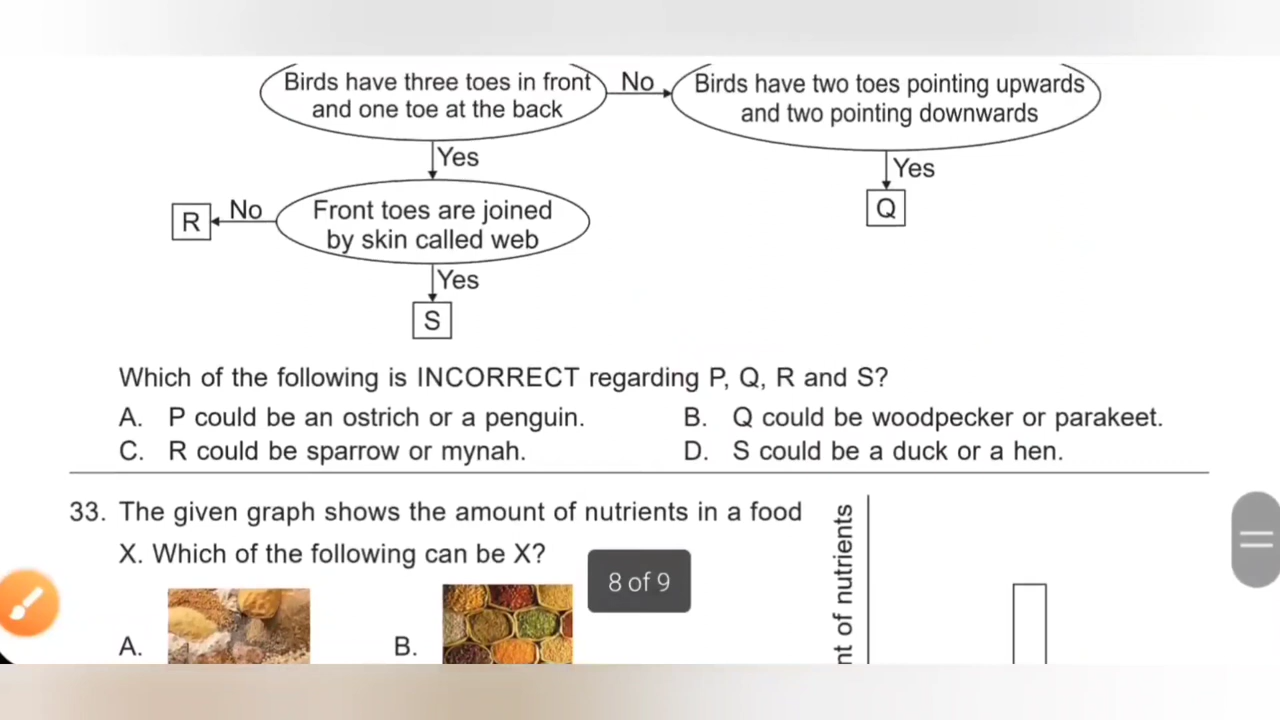 Birds have three toes in front
and one toe at the back
No
Birds have two toes pointing upwards
and two pointing downwards
Yes
Yes
R
No
Front toes are joined
by skin called web
Q
Yes
S
Which of the following is INCORRECT regarding P, Q, R and S?
A. P could be an ostrich or a penguin.
B. Q could be woodpecker or parakeet.
C. R could be sparrow or mynah.
D. S could be a duck or a hen.
33. The given graph shows the amount of nutrients in a food
X. Which of the following can be X?
8 of 9
A.
B.
nt of nutrients